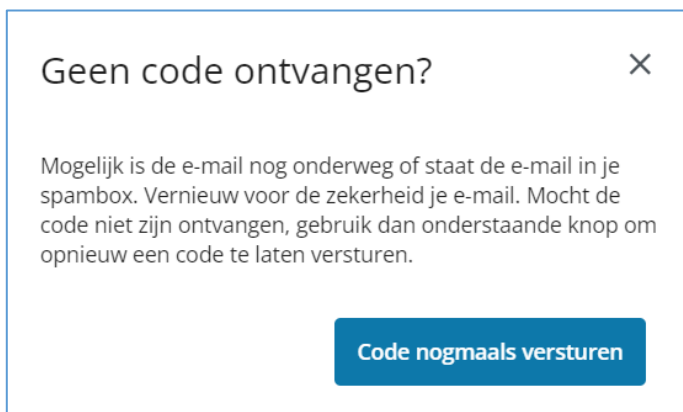 Geen code ontvangen?
Mogelijk is de e-mail nog onderweg of staat de e-mail in je
spambox. Vernieuw voor de zekerheid je e-mail. Mocht de
code niet zijn ontvangen, gebruik dan onderstaande knop om
opnieuw een code te laten versturen.
Code nogmaals versturen